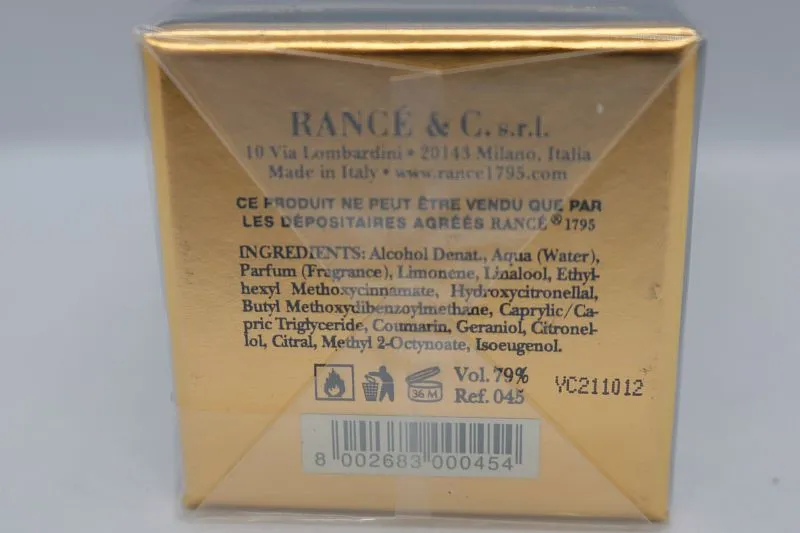 RANCÉ & C. s.r.l.
10 Via Lombardini • 20143 Milano, Italia
Made in Italy • www.rance1795.com
CE PRODUIT NE PEUT ÊTRE VENDU QUE PAR
LES DÉPOSITAIRES AGRÉÉS RANCÉ® 1795
INGREDIENTS: Alcohol Denat., Aqua (Water),
Parfum (Fragrance), Limonene, Linalool, Ethyl-
hexyl Methoxycinnamate, Hydroxycitronellal,
Butyl Methoxydibenzoylmethane, Caprylic/Ca-
pric Triglyceride, Coumarin, Geraniol, Citronel-
lol, Citral, Methyl 2-Octynoate, Isoeugenol.
36 M
Vol. 79%
Ref. 045
VC211012
8 002683 000454